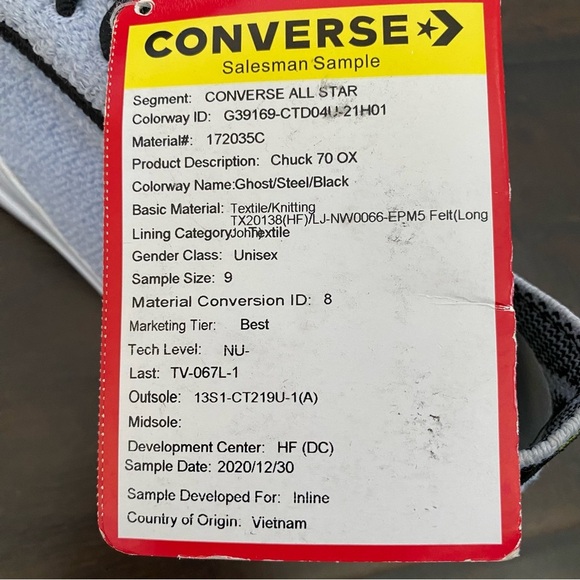 CONVERSE
Salesman Sample
Segment: CONVERSE ALL STAR
Colorway ID: G39169-CTD04U-21H01
Material#: 172035C
Product Description: Chuck 70 OX
Colorway Name:Ghost/Steel/Black
Basic Material: Textile/Knitting
TX20138(HF)/LJ-NW0066-EPM5 Felt(Long
John)
Lining Category: Textile
Gender Class: Unisex
Sample Size: 9
Material Conversion ID: 8
Marketing Tier: Best
Tech Level: NU-
Last: TV-067L-1
Outsole: 13S1-CT219U-1(A)
Midsole:
Development Center: HF (DC)
Sample Date: 2020/12/30
Sample Developed For: Inline
Country of Origin: Vietnam